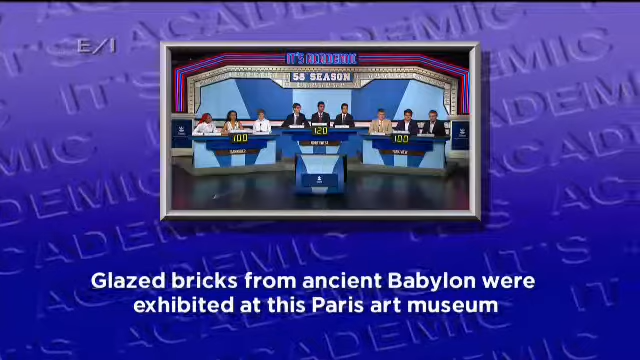 E/I
IT'S ACADEMIC
58 SEASON
100
120
100
Glazed bricks from ancient Babylon were
exhibited at this Paris art museum